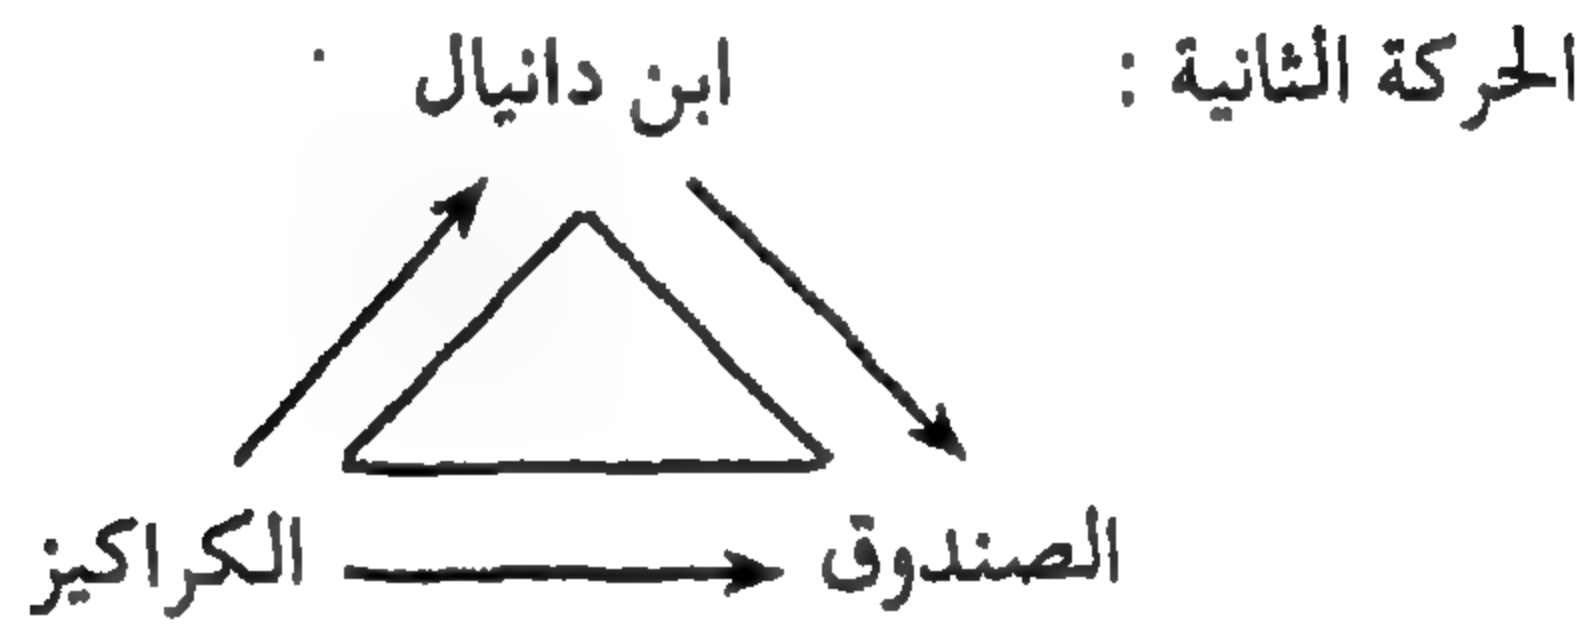 الحركة الثانية :
ابن دانيال
الصندوق
الكراكيز